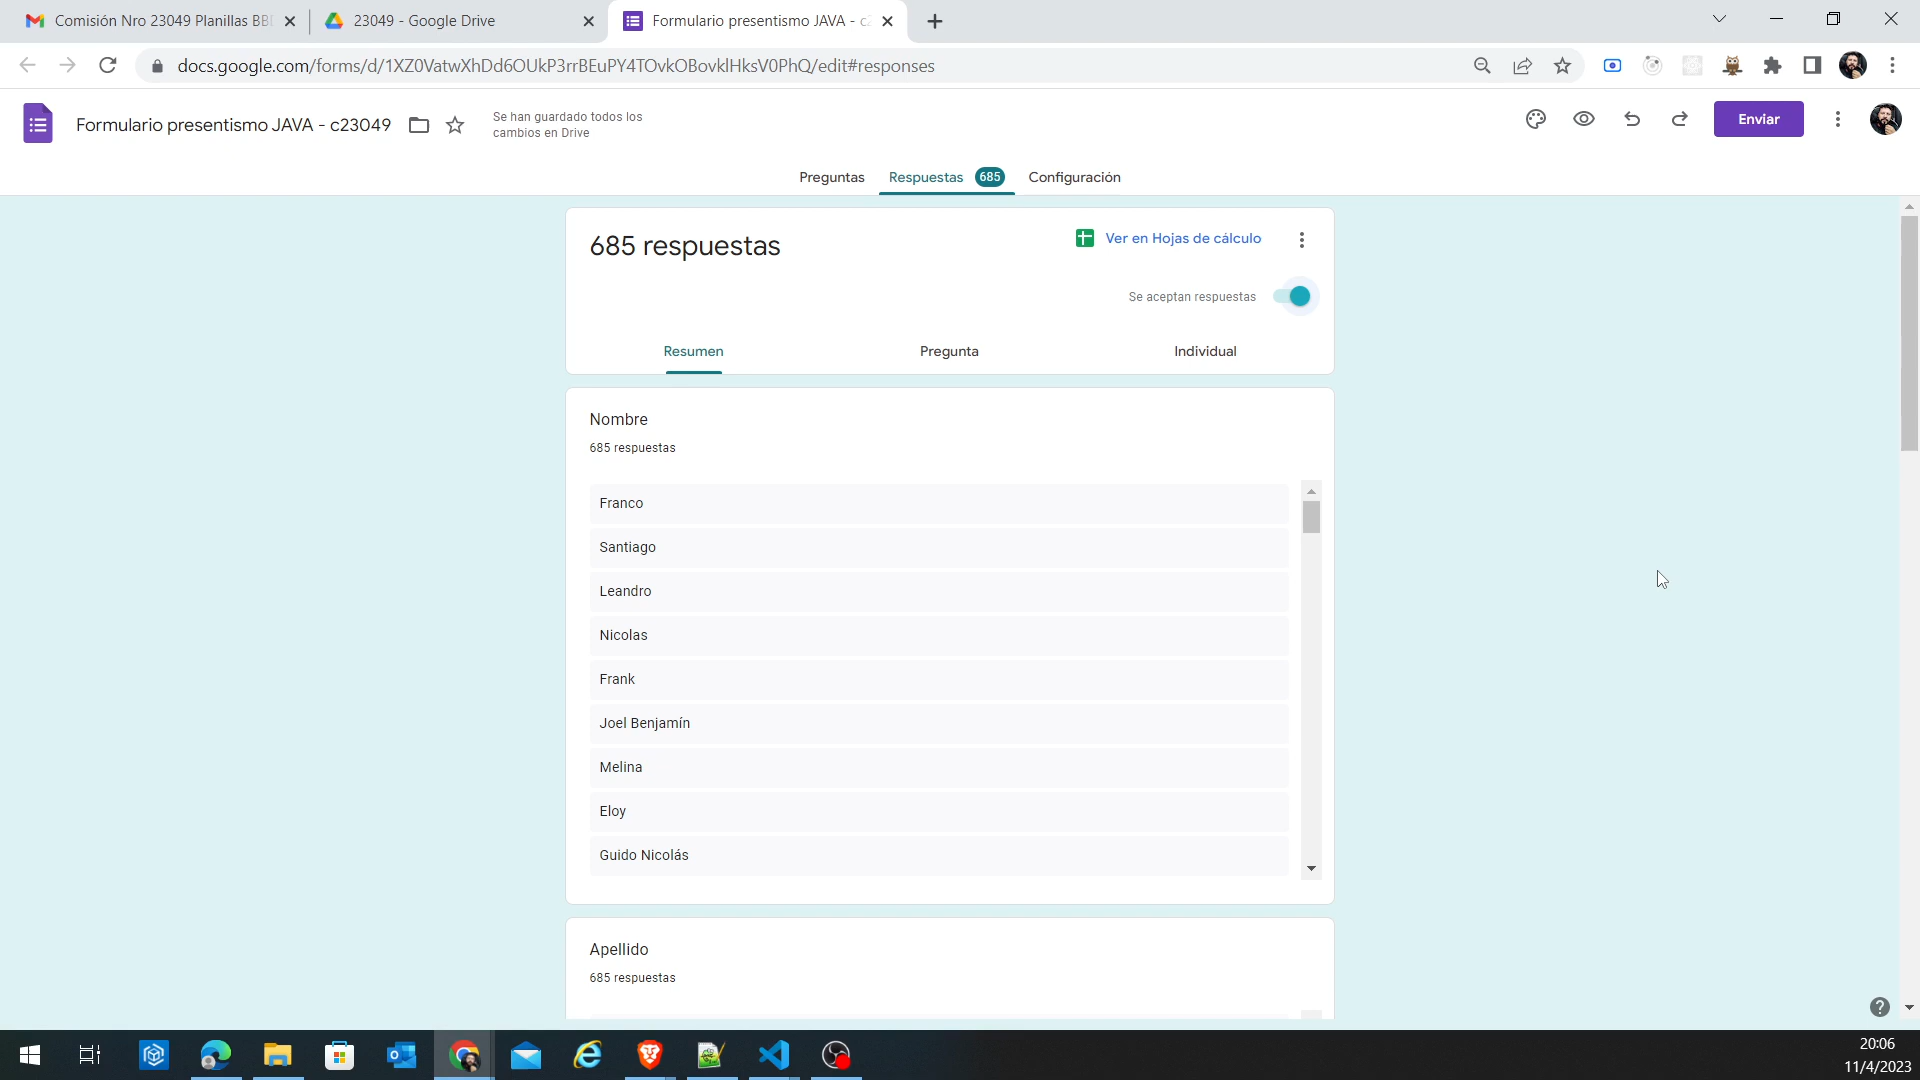 Comisión Nro 23049 Planillas BB
23049 - Google Drive
Formulario presentismo JAVA - c2
docs.google.com/forms/d/1XZ0VatwXhDd6OUkP3rrBEuPY4TOvkOBovklHksV0PhQ/edit#responses
Formulario presentismo JAVA - c23049
Se han guardado todos los
cambios en Drive
Enviar
Preguntas
Respuestas 685
Configuración
685 respuestas
Ver en Hojas de cálculo
Se aceptan respuestas
Resumen
Pregunta
Individual
Nombre
685 respuestas
Franco
Santiago
Leandro
Nicolas
Frank
Joel Benjamín
Melina
Eloy
Guido Nicolás
Apellido
685 respuestas
20:06
11/4/2023